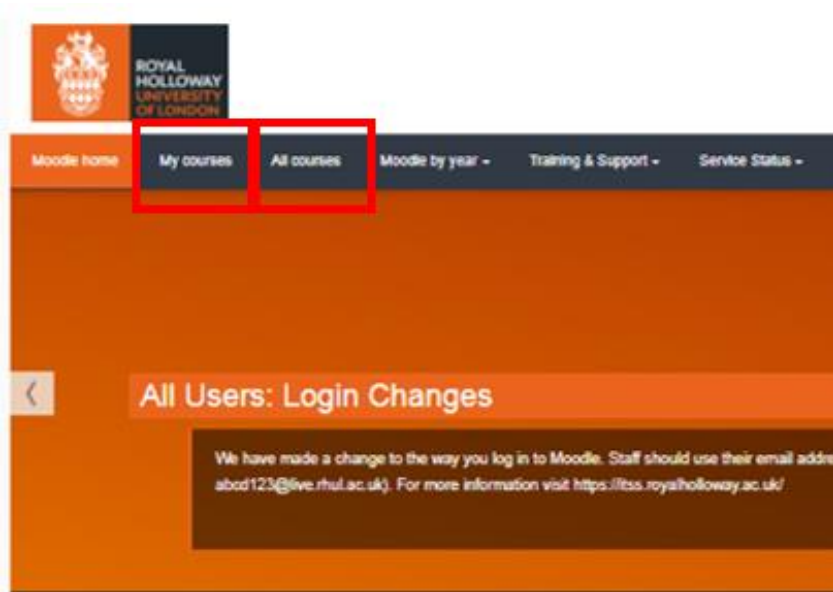 ROYAL
HOLLOWAY
UNIVERSITY
OF LONDON
Moodle home My courses All courses Moodle by year Training & Support Service Status
All Users: Login Changes
We have made a change to the way you log in to Moodle. Staff should use their email addre
abcd123@live.rhul.ac.uk). For more information visit https://itss.royalholloway.ac.uk/